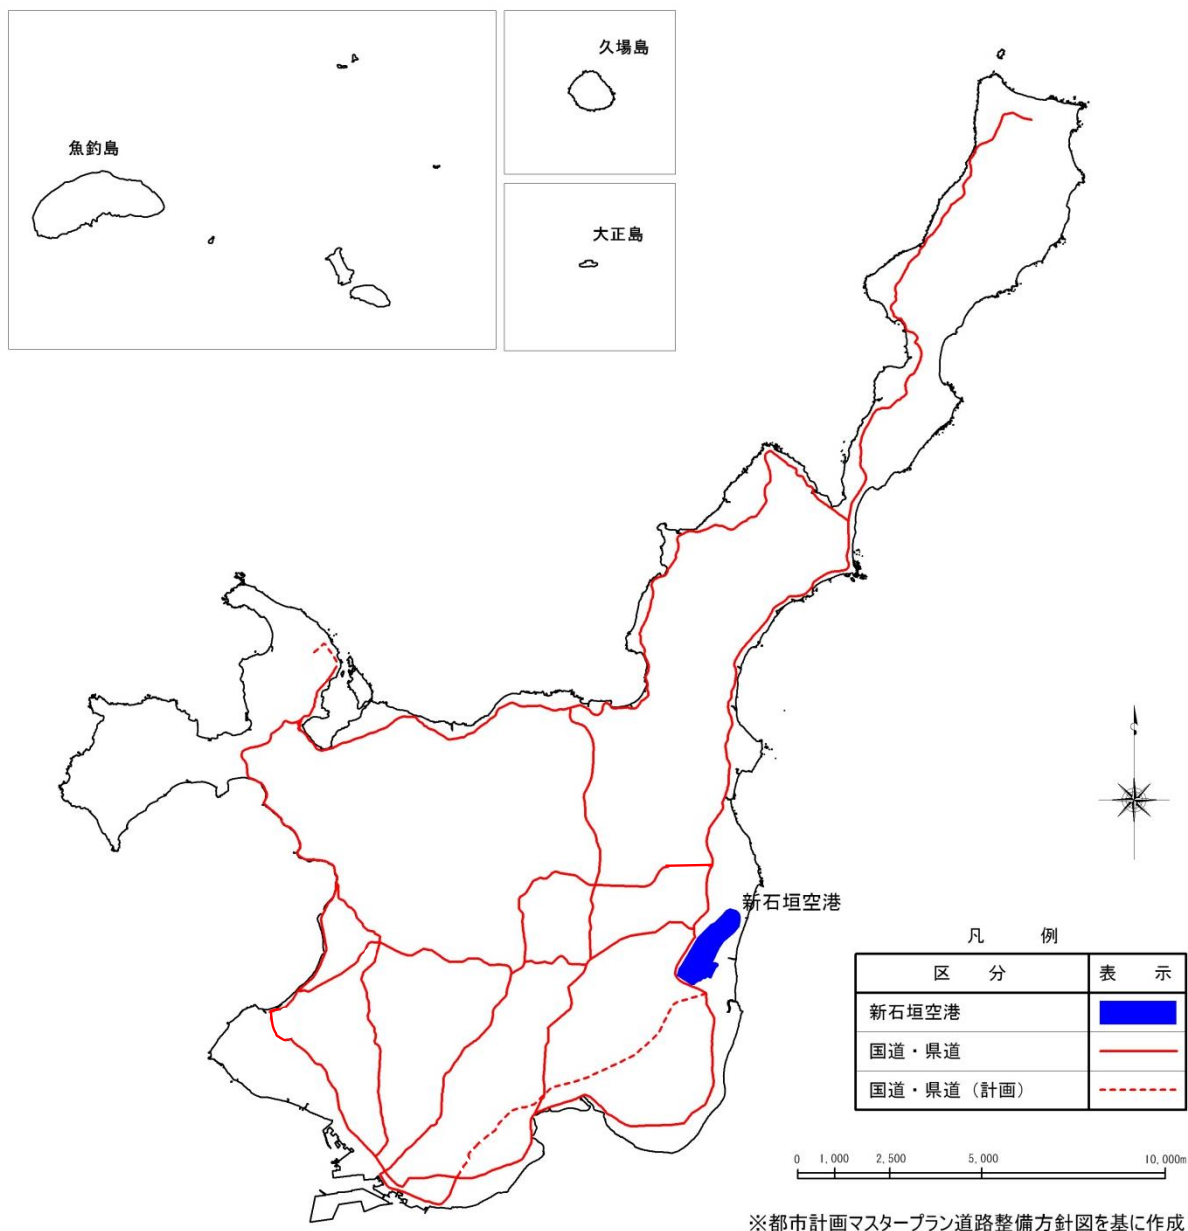 魚釣島
久場島
大正島
新石垣空港
凡 例
区 分 表 示
新石垣空港
国道・県道
国道・県道（計画）
0 1,000 2,500 5,000 10,000m
※都市計画マスタープラン道路整備方針図を基に作成